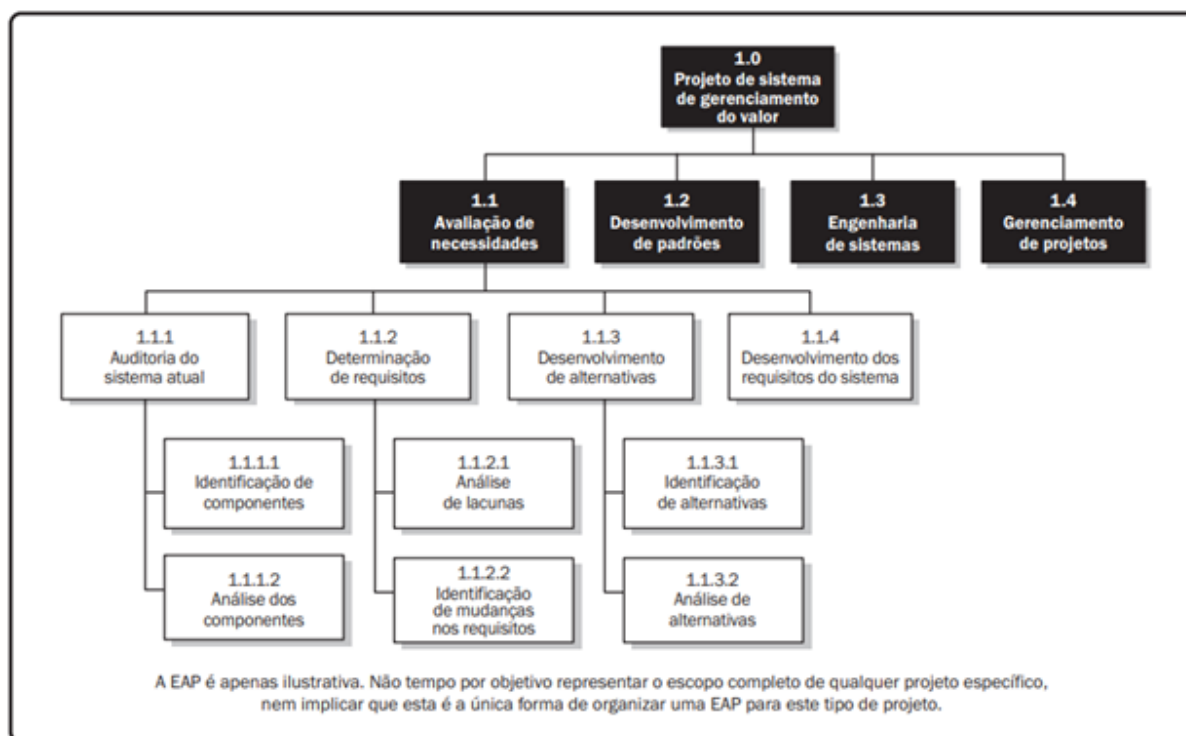 1.0
Projeto de sistema
de gerenciamento
do valor
1.1
Avaliação de
necessidades
1.2
Desenvolvimento
de padrões
1.3
Engenharia
de sistemas
1.4
Gerenciamento
de projetos
1.1.1
Auditoria do
sistema atual
1.1.2
Determinação
de requisitos
1.1.3
Desenvolvimento
de alternativas
1.1.4
Desenvolvimento dos
requisitos do sistema
1.1.1.1
Identificação de
componentes
1.1.2.1
Análise
de lacunas
1.1.3.1
Identificação
de alternativas
1.1.1.2
Análise dos
componentes
1.1.2.2
Identificação
de mudanças
nos requisitos
1.1.3.2
Análise de
alternativas
A EAP é apenas ilustrativa. Não tempo por objetivo representar o escopo completo de qualquer projeto específico,
nem implicar que esta é a única forma de organizar uma EAP para este tipo de projeto.